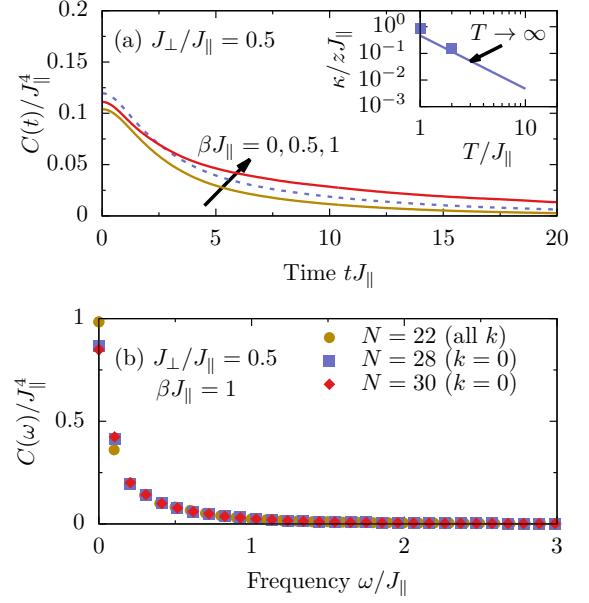 (a) J⊥/J∥ = 0.5
C(t)/J∥⁴
0.2
0.15
0.1
0.05
0
0
5
10
15
20
Time tJ∥
βJ∥ = 0, 0.5, 1
κ/zJ∥
10⁰
10⁻¹
10⁻²
10⁻³
T → ∞
1
10
T/J∥
(b) J⊥/J∥ = 0.5
βJ∥ = 1
N = 22 (all k)
N = 28 (k = 0)
N = 30 (k = 0)
C(ω)/J∥⁴
1
0.5
0
0
1
2
3
Frequency ω/J∥